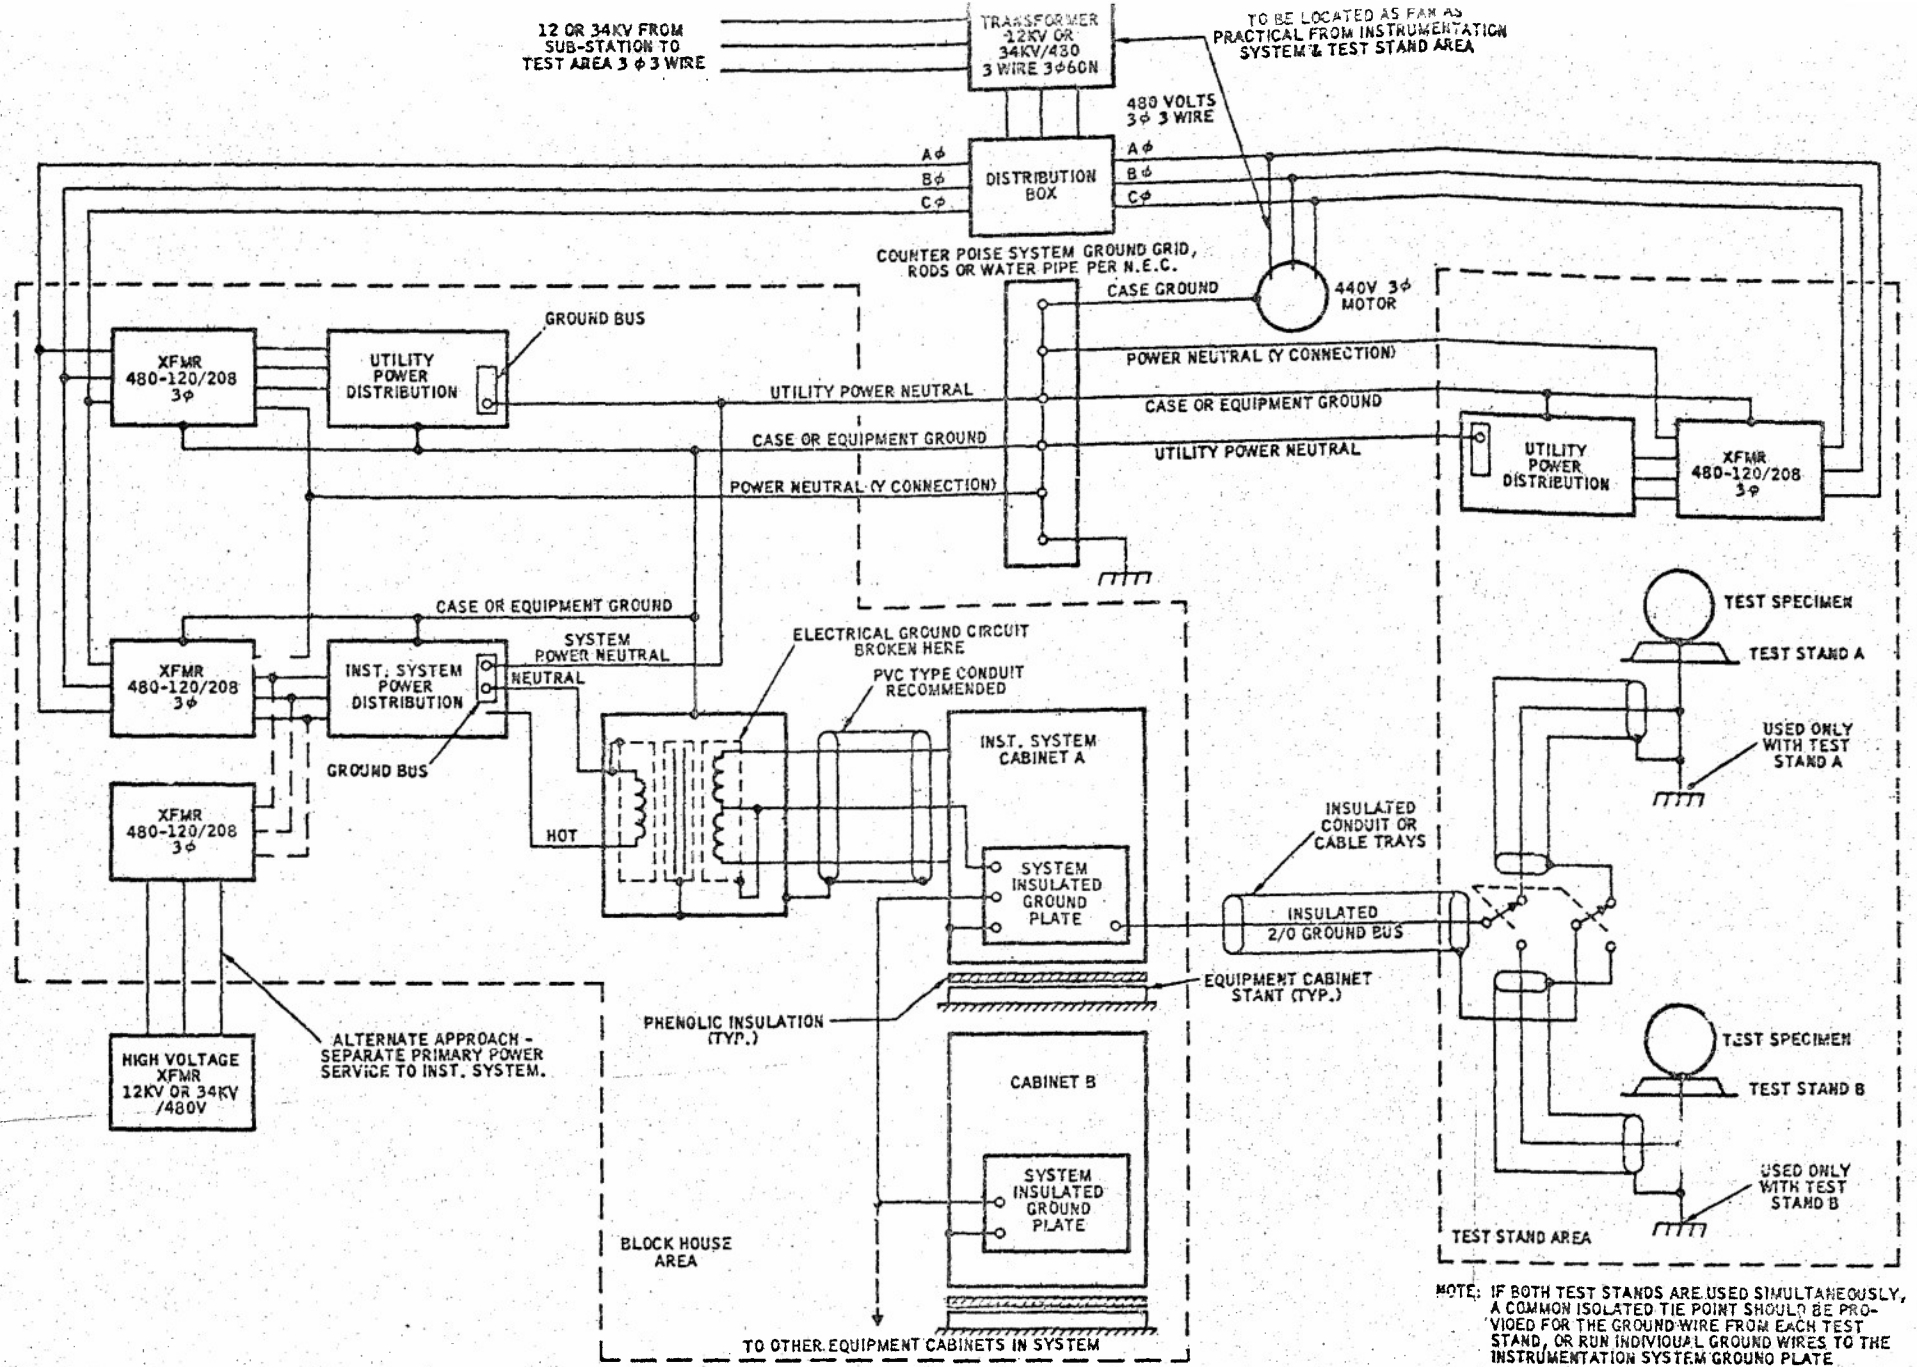 12 OR 34KV FROM
SUB-STATION TO
TEST AREA 3 ϕ 3 WIRE
TRANSFORMER
12KV OR
34KV/480
3 WIRE 3ϕ60N
TO BE LOCATED AS FAR AS
PRACTICAL FROM INSTRUMENTATION
SYSTEM & TEST STAND AREA
480 VOLTS
3ϕ 3 WIRE
Aϕ
Bϕ
Cϕ
DISTRIBUTION
BOX
Aϕ
Bϕ
Cϕ
COUNTER POISE SYSTEM GROUND GRID,
RODS OR WATER PIPE PER N.E.C.
CASE GROUND
440V 3ϕ
MOTOR
GROUND BUS
XFMR
480-120/208
3ϕ
UTILITY
POWER
DISTRIBUTION
UTILITY POWER NEUTRAL
CASE OR EQUIPMENT GROUND
POWER NEUTRAL (Y CONNECTION)
POWER NEUTRAL (Y CONNECTION)
CASE OR EQUIPMENT GROUND
UTILITY POWER NEUTRAL
UTILITY
POWER
DISTRIBUTION
XFMR
480-120/208
3ϕ
CASE OR EQUIPMENT GROUND
SYSTEM
POWER NEUTRAL
NEUTRAL
XFMR
480-120/208
3ϕ
INST. SYSTEM
POWER
DISTRIBUTION
GROUND BUS
HOT
ELECTRICAL GROUND CIRCUIT
BROKEN HERE
PVC TYPE CONDUIT
RECOMMENDED
INST. SYSTEM
CABINET A
SYSTEM
INSULATED
GROUND
PLATE
XFMR
480-120/208
3ϕ
HIGH VOLTAGE
XFMR
12KV OR 34KV
/480V
ALTERNATE APPROACH -
SEPARATE PRIMARY POWER
SERVICE TO INST. SYSTEM.
PHENOLIC INSULATION
(TYP.)
EQUIPMENT CABINET
STANT (TYP.)
INSULATED
CONDUIT OR
CABLE TRAYS
INSULATED
2/0 GROUND BUS
CABINET B
SYSTEM
INSULATED
GROUND
PLATE
BLOCK HOUSE
AREA
TO OTHER EQUIPMENT CABINETS IN SYSTEM
TEST SPECIMEN
TEST STAND A
USED ONLY
WITH TEST
STAND A
TEST SPECIMEN
TEST STAND B
USED ONLY
WITH TEST
STAND B
TEST STAND AREA
NOTE: IF BOTH TEST STANDS ARE USED SIMULTANEOUSLY,
A COMMON ISOLATED TIE POINT SHOULD BE PRO-
VIDED FOR THE GROUND WIRE FROM EACH TEST
STAND, OR RUN INDIVIDUAL GROUND WIRES TO THE
INSTRUMENTATION SYSTEM GROUND PLATE